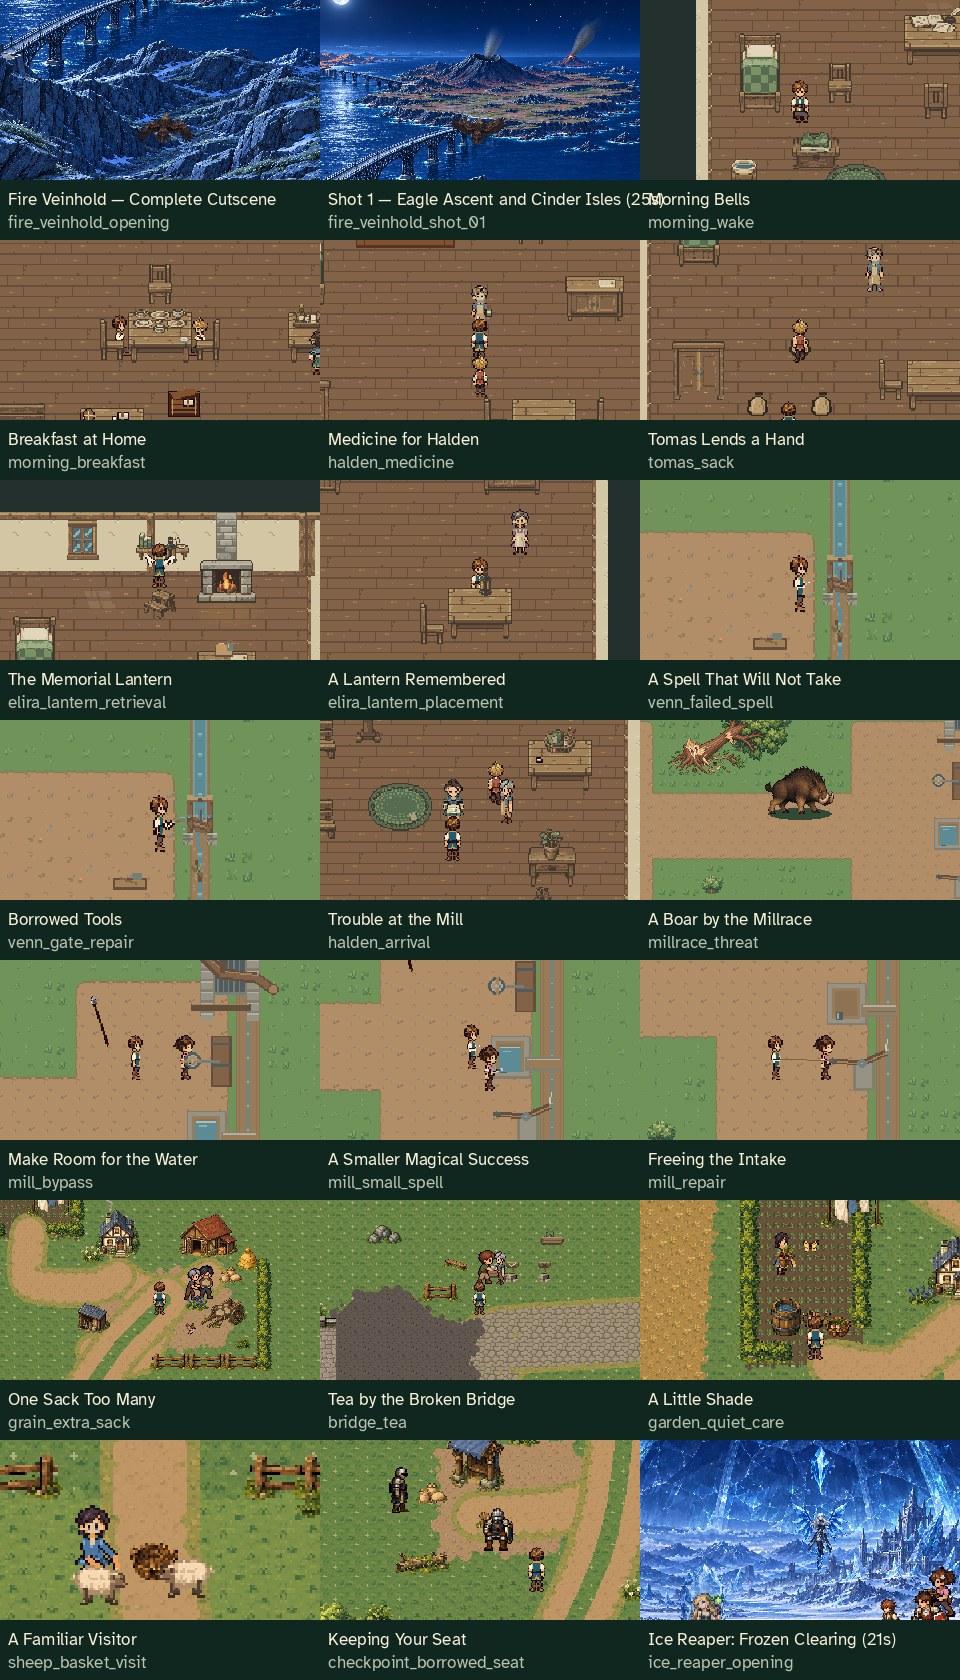 Fire Veinhold — Complete Cutscene
fire_veinhold_opening
Shot 1 — Eagle Ascent and Cinder Isles (25s)
fire_veinhold_shot_01
Morning Bells
morning_wake
Breakfast at Home
morning_breakfast
Medicine for Halden
halden_medicine
Tomas Lends a Hand
tomas_sack
The Memorial Lantern
elira_lantern_retrieval
A Lantern Remembered
elira_lantern_placement
A Spell That Will Not Take
venn_failed_spell
Borrowed Tools
venn_gate_repair
Trouble at the Mill
halden_arrival
A Boar by the Millrace
millrace_threat
Make Room for the Water
mill_bypass
A Smaller Magical Success
mill_small_spell
Freeing the Intake
mill_repair
One Sack Too Many
grain_extra_sack
Tea by the Broken Bridge
bridge_tea
A Little Shade
garden_quiet_care
A Familiar Visitor
sheep_basket_visit
Keeping Your Seat
checkpoint_borrowed_seat
Ice Reaper: Frozen Clearing (21s)
ice_reaper_opening